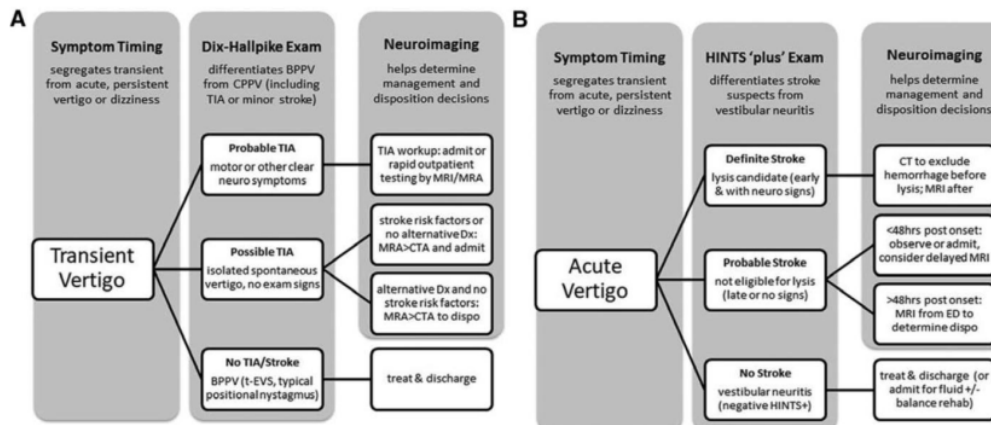 A
Symptom Timing
segregates transient
from acute, persistent
vertigo or dizziness
Dix-Hallpike Exam
differentiates BPPV
from CPPV (including
TIA or minor stroke)
Neuroimaging
helps determine
management and
disposition decisions
Transient
Vertigo
Probable TIA
motor or other clear
neuro symptoms
TIA workup: admit or
rapid outpatient
testing by MRI/MRA
Possible TIA
isolated spontaneous
vertigo, no exam signs
stroke risk factors or
no alternative Dx:
MRA>CTA and admit
alternative Dx and no
stroke risk factors:
MRA>CTA to dispo
No TIA/Stroke
BPPV (t-EVS, typical
positional nystagmus)
treat & discharge
B
Symptom Timing
segregates transient
from acute, persistent
vertigo or dizziness
HINTS ‘plus’ Exam
differentiates stroke
suspects from
vestibular neuritis
Neuroimaging
helps determine
management and
disposition decisions
Acute
Vertigo
Definite Stroke
lysis candidate (early
& with neuro signs)
CT to exclude
hemorrhage before
lysis; MRI after
Probable Stroke
not eligible for lysis
(late or no signs)
<48hrs post onset:
observe or admit,
consider delayed MRI
>48hrs post onset:
MRI from ED to
determine dispo
No Stroke
vestibular neuritis
(negative HINTS+)
treat & discharge (or
admit for fluid +/-
balance rehab)